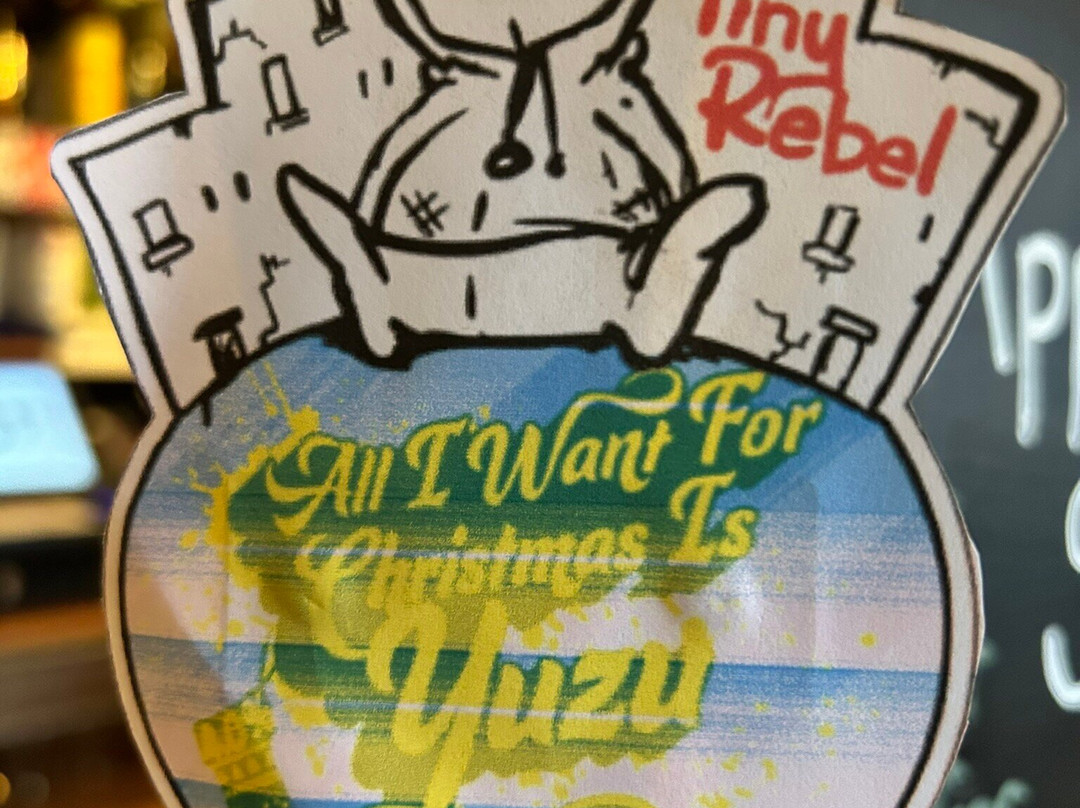 Tiny
Rebel
All I Want For
Christmas Is
Yuzu